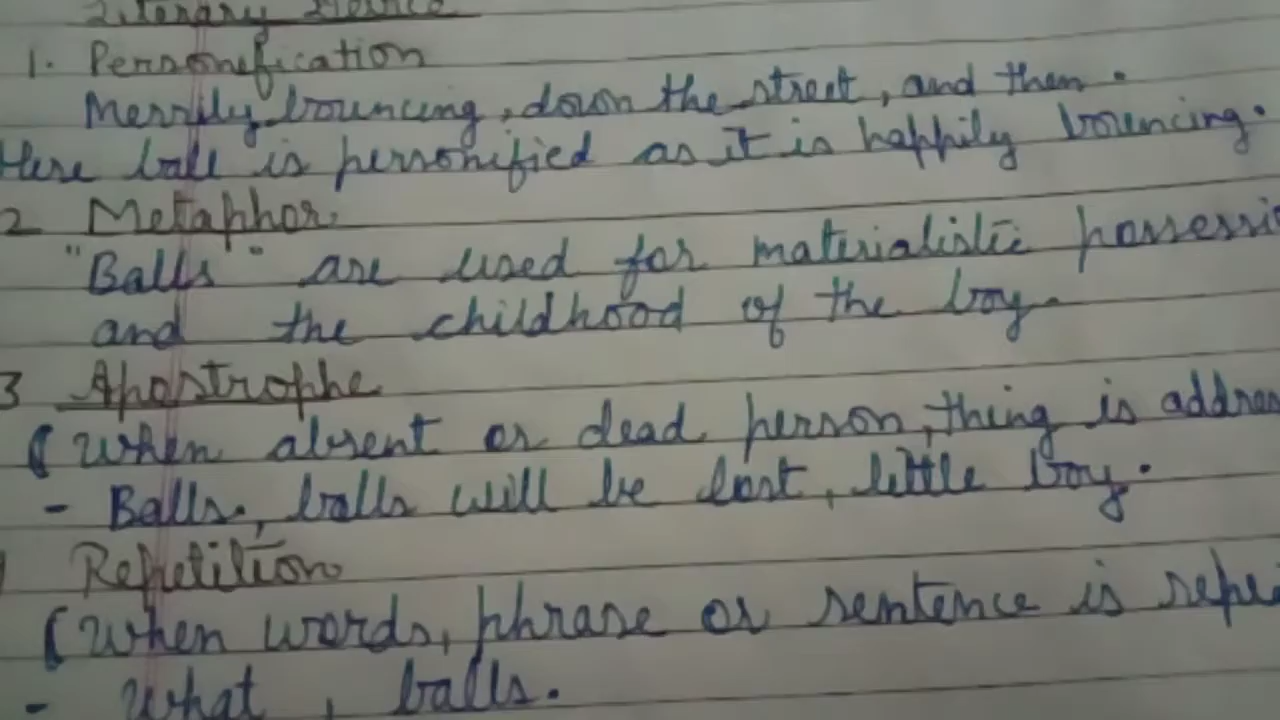 Literary Device
1. Personification
Merrily bouncing, down the street, and then.
Here ball is personified as it is happily bouncing.
2 Metaphor
"Balls" are used for materialistic possessi
and the childhood of the boy.
3 Apostrophe
(When absent or dead person, thing is addres
- Balls, balls will be lost, little boy.
Repetition
(When words, phrase or sentence is repe
- What, balls.